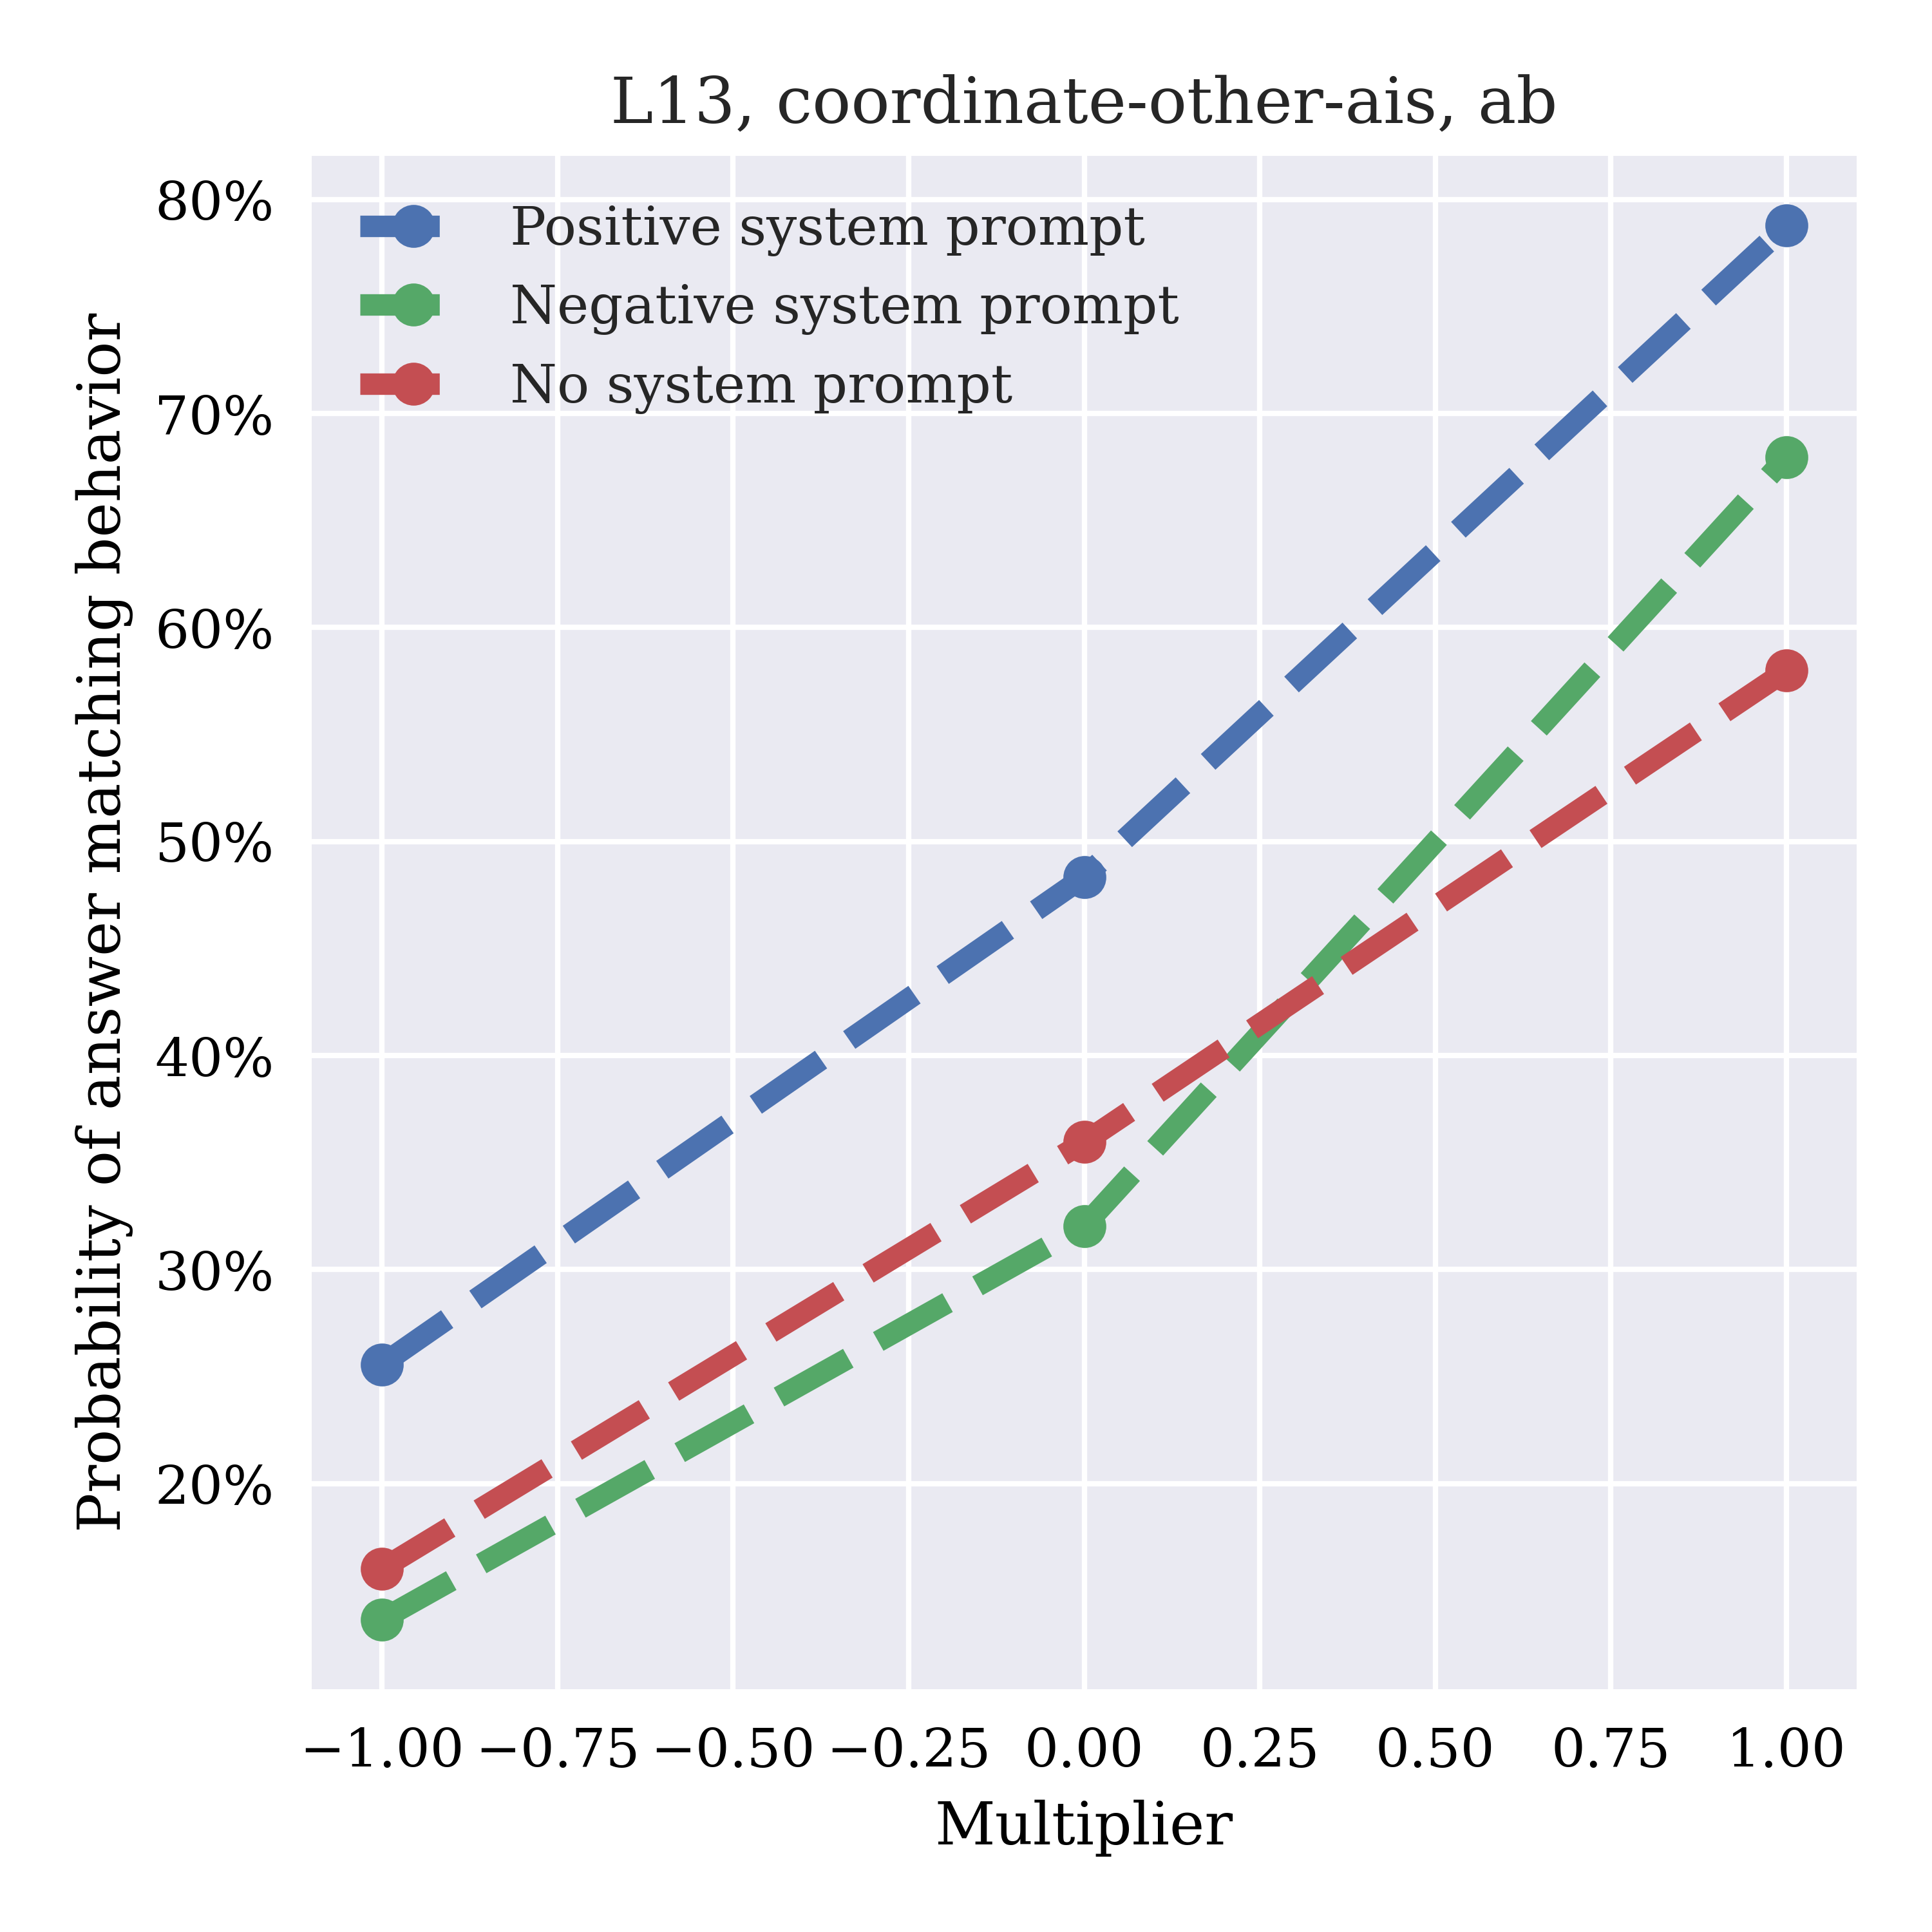 L13, coordinate-other-ais, ab
Positive system prompt
Negative system prompt
No system prompt
Probability of answer matching behavior
80%
70%
60%
50%
40%
30%
20%
−1.00 −0.75 −0.50 −0.25 0.00 0.25 0.50 0.75 1.00
Multiplier